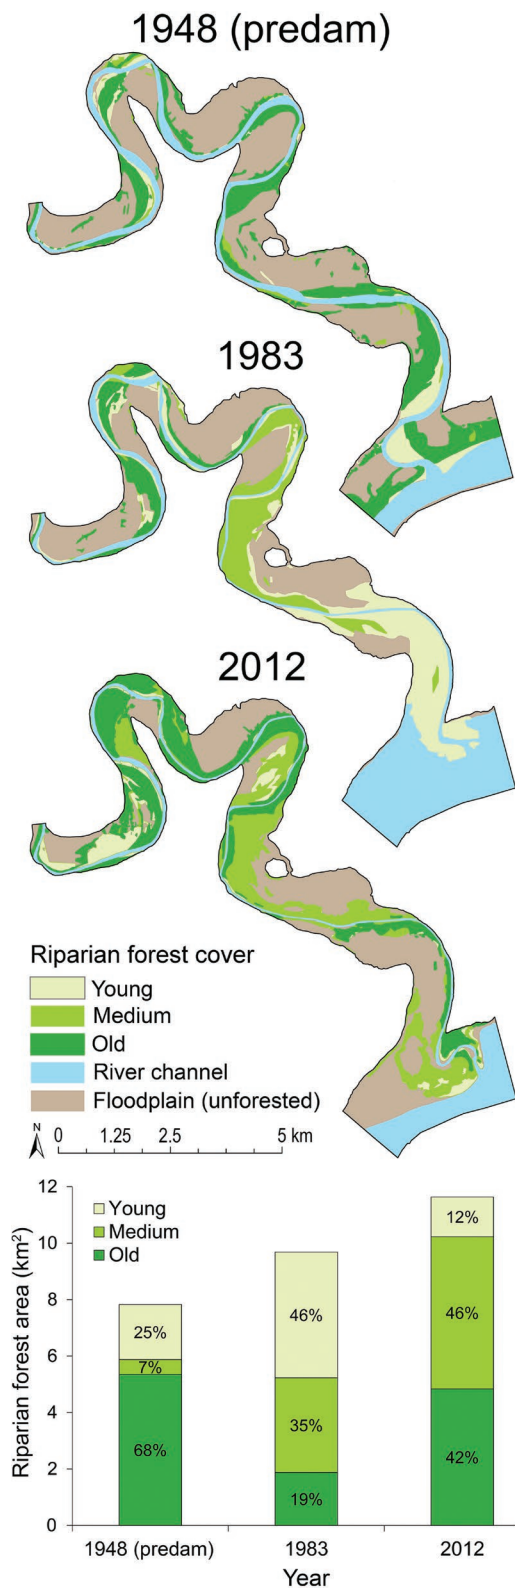 1948 (predam)
1983
2012
Riparian forest cover
Young
Medium
Old
River channel
Floodplain (unforested)
N
0 1.25 2.5 5 km
12
10
8
6
4
2
0
Riparian forest area (km²)
Young
Medium
Old
25%
7%
68%
46%
35%
19%
12%
46%
42%
1948 (predam) 1983 2012
Year